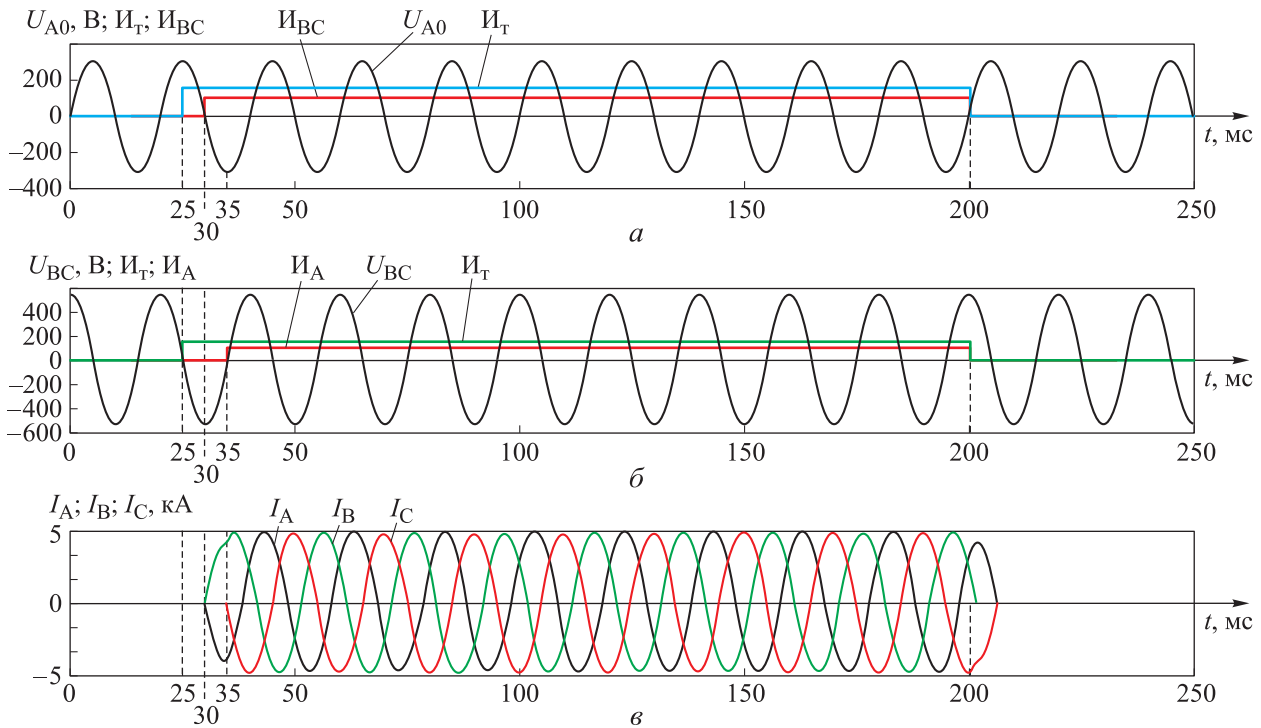 U_A0, В; И_т; И_ВС
И_ВС
U_A0
И_т
200
0
–200
–400
t, мс
0
25
30
35
50
100
150
200
250
а
U_BC, В; И_т; И_А
И_А
U_BC
И_т
400
200
0
–200
–400
–600
t, мс
0
25
30
35
50
100
150
200
250
б
I_A; I_B; I_C, кА
I_A
I_B
I_C
5
0
–5
t, мс
0
25
30
35
50
100
150
200
250
в